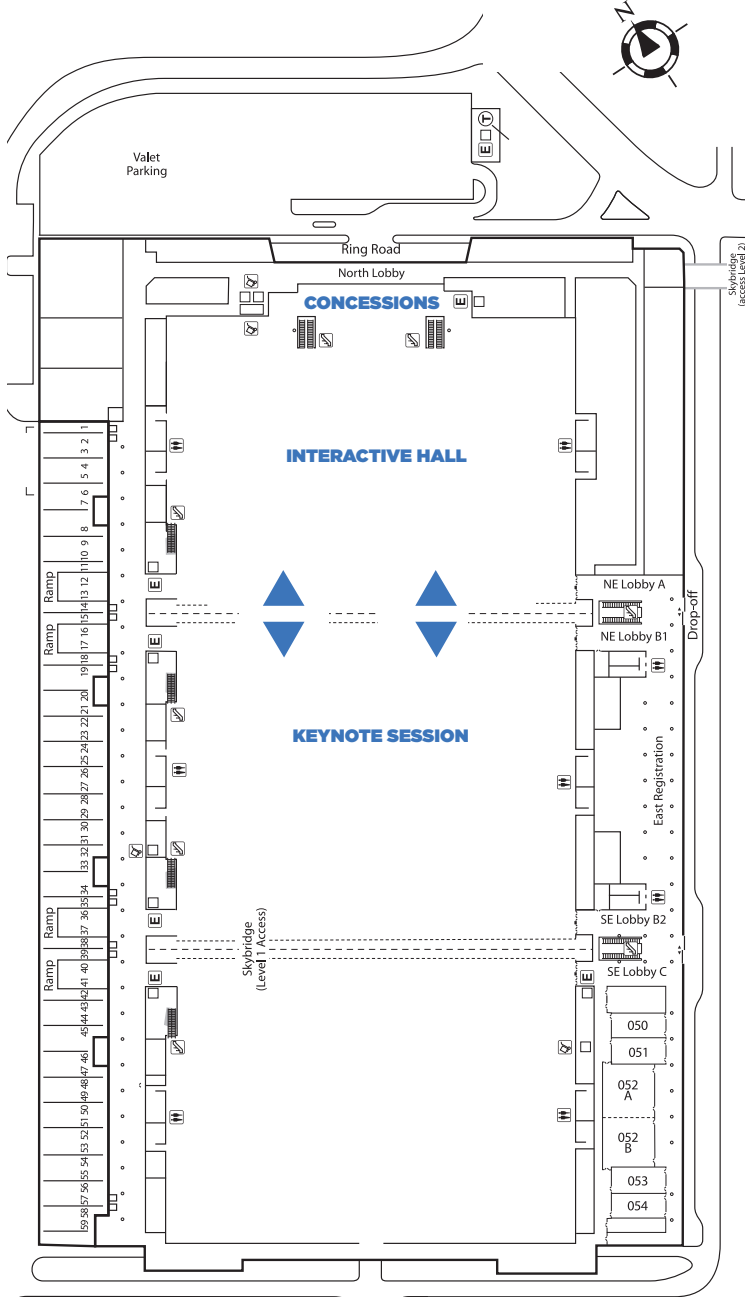 N
E
T
Valet
Parking
Ring Road
North Lobby
Skybridge
(access Level 2)
CONCESSIONS
E
INTERACTIVE HALL
1
2
3
4
5
6
7
8
9
10
11
Ramp
12
13
14
15
Ramp
16
17
18
19
20
21
22
23
24
25
26
27
28
29
30
31
32
33
34
35
Ramp
36
37
38
39
Ramp
40
41
42
43
44
45
46
47
48
49
50
51
52
53
54
55
56
57
58
59
E
E
NE Lobby A
NE Lobby B1
Drop-off
KEYNOTE SESSION
East Registration
E
SE Lobby B2
Skybridge
(Level 1 Access)
E
E
SE Lobby C
050
051
052
A
052
B
053
054